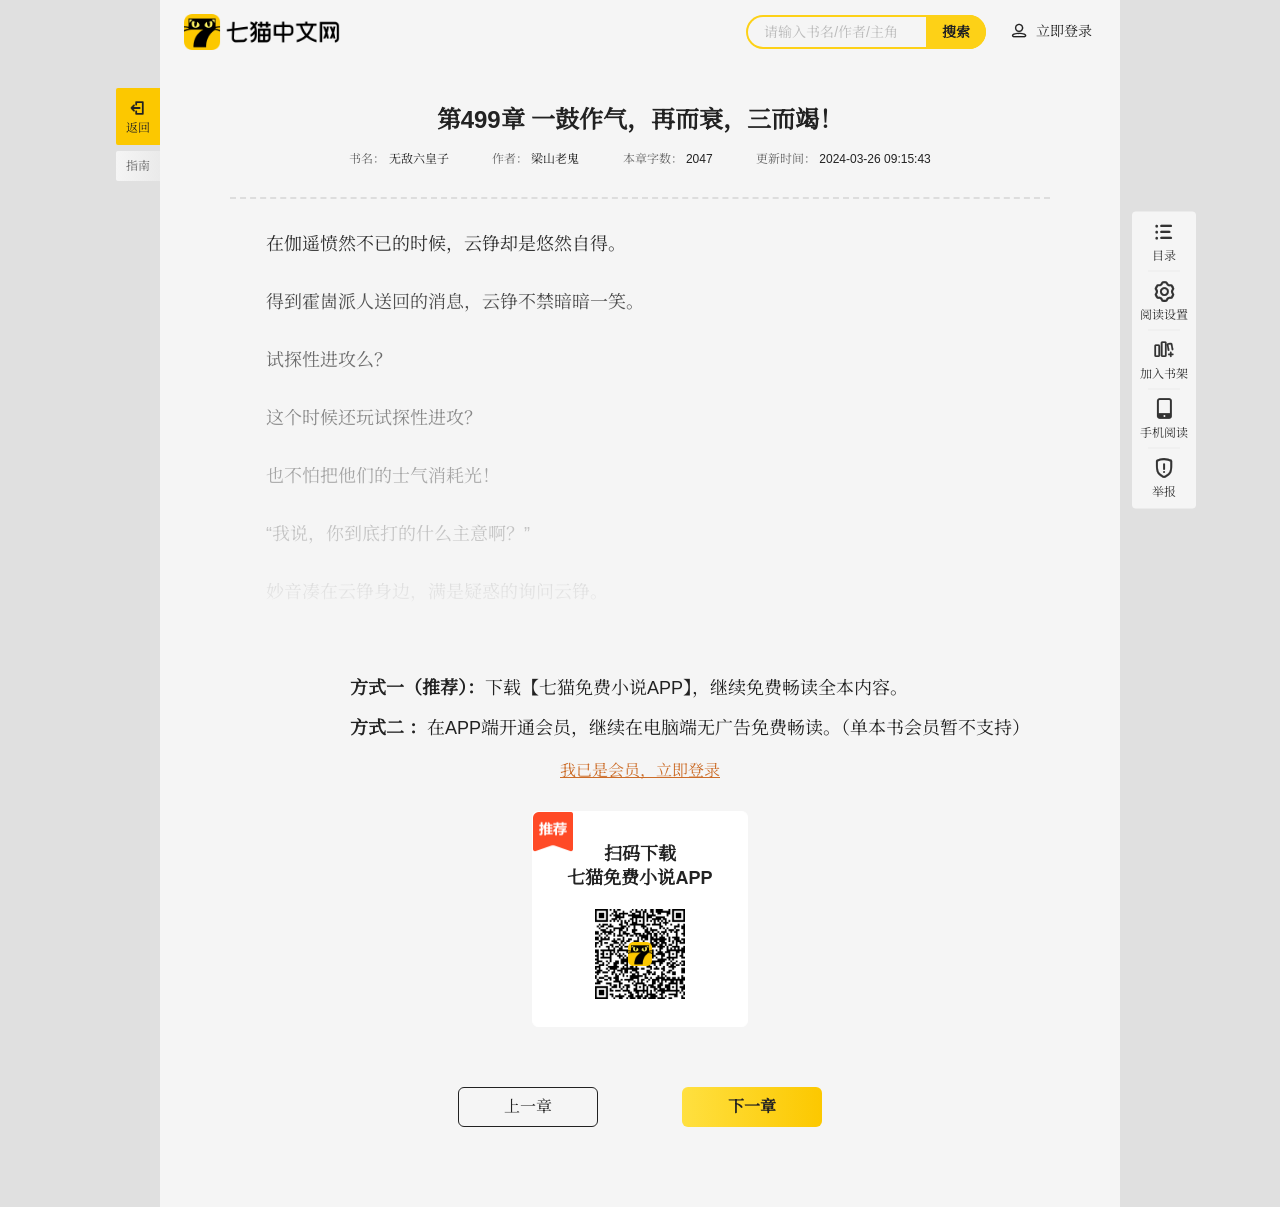 七猫中文网
请输入书名/作者/主角
搜索
立即登录
返回
指南
第499章 一鼓作气，再而衰，三而竭！
书名： 无敌六皇子 作者： 梁山老鬼 本章字数： 2047 更新时间： 2024-03-26 09:15:43
在伽遥愤然不已的时候，云铮却是悠然自得。
得到霍崮派人送回的消息，云铮不禁暗暗一笑。
试探性进攻么？
这个时候还玩试探性进攻？
也不怕把他们的士气消耗光！
“我说，你到底打的什么主意啊？”
妙音凑在云铮身边，满是疑惑的询问云铮。
目录
阅读设置
加入书架
手机阅读
举报
方式一（推荐）： 下载【七猫免费小说APP】，继续免费畅读全本内容。
方式二 ： 在APP端开通会员，继续在电脑端无广告免费畅读。（单本书会员暂不支持）
我已是会员，立即登录
推荐
扫码下载
七猫免费小说APP
上一章
下一章